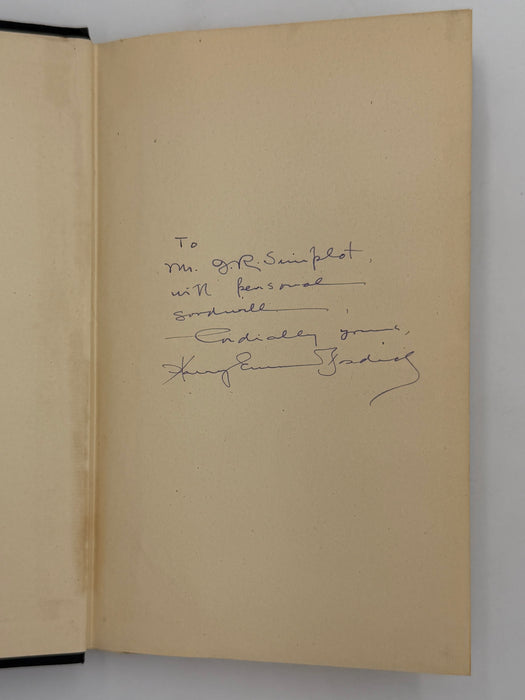 To
Mr. J.R. Simplot,
with personal
goodwill.
Cordially yours,
Harry Emerson Fosdick